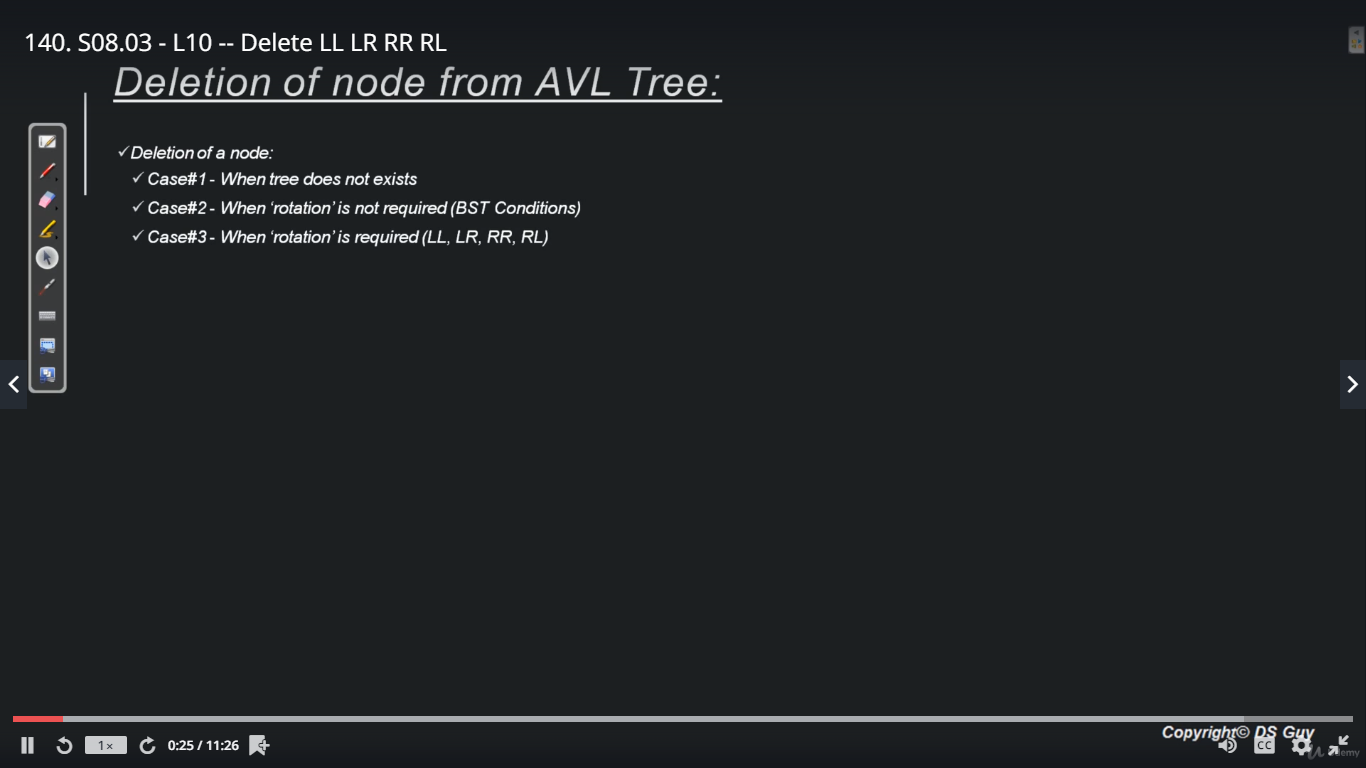 140. S08.03 - L10 -- Delete LL LR RR RL
Deletion of node from AVL Tree:
✓Deletion of a node:
✓ Case#1 - When tree does not exists
✓ Case#2 - When ‘rotation’ is not required (BST Conditions)
✓ Case#3 - When ‘rotation’ is required (LL, LR, RR, RL)
Copyright© DS Guy
1×
0:25 / 11:26
CC